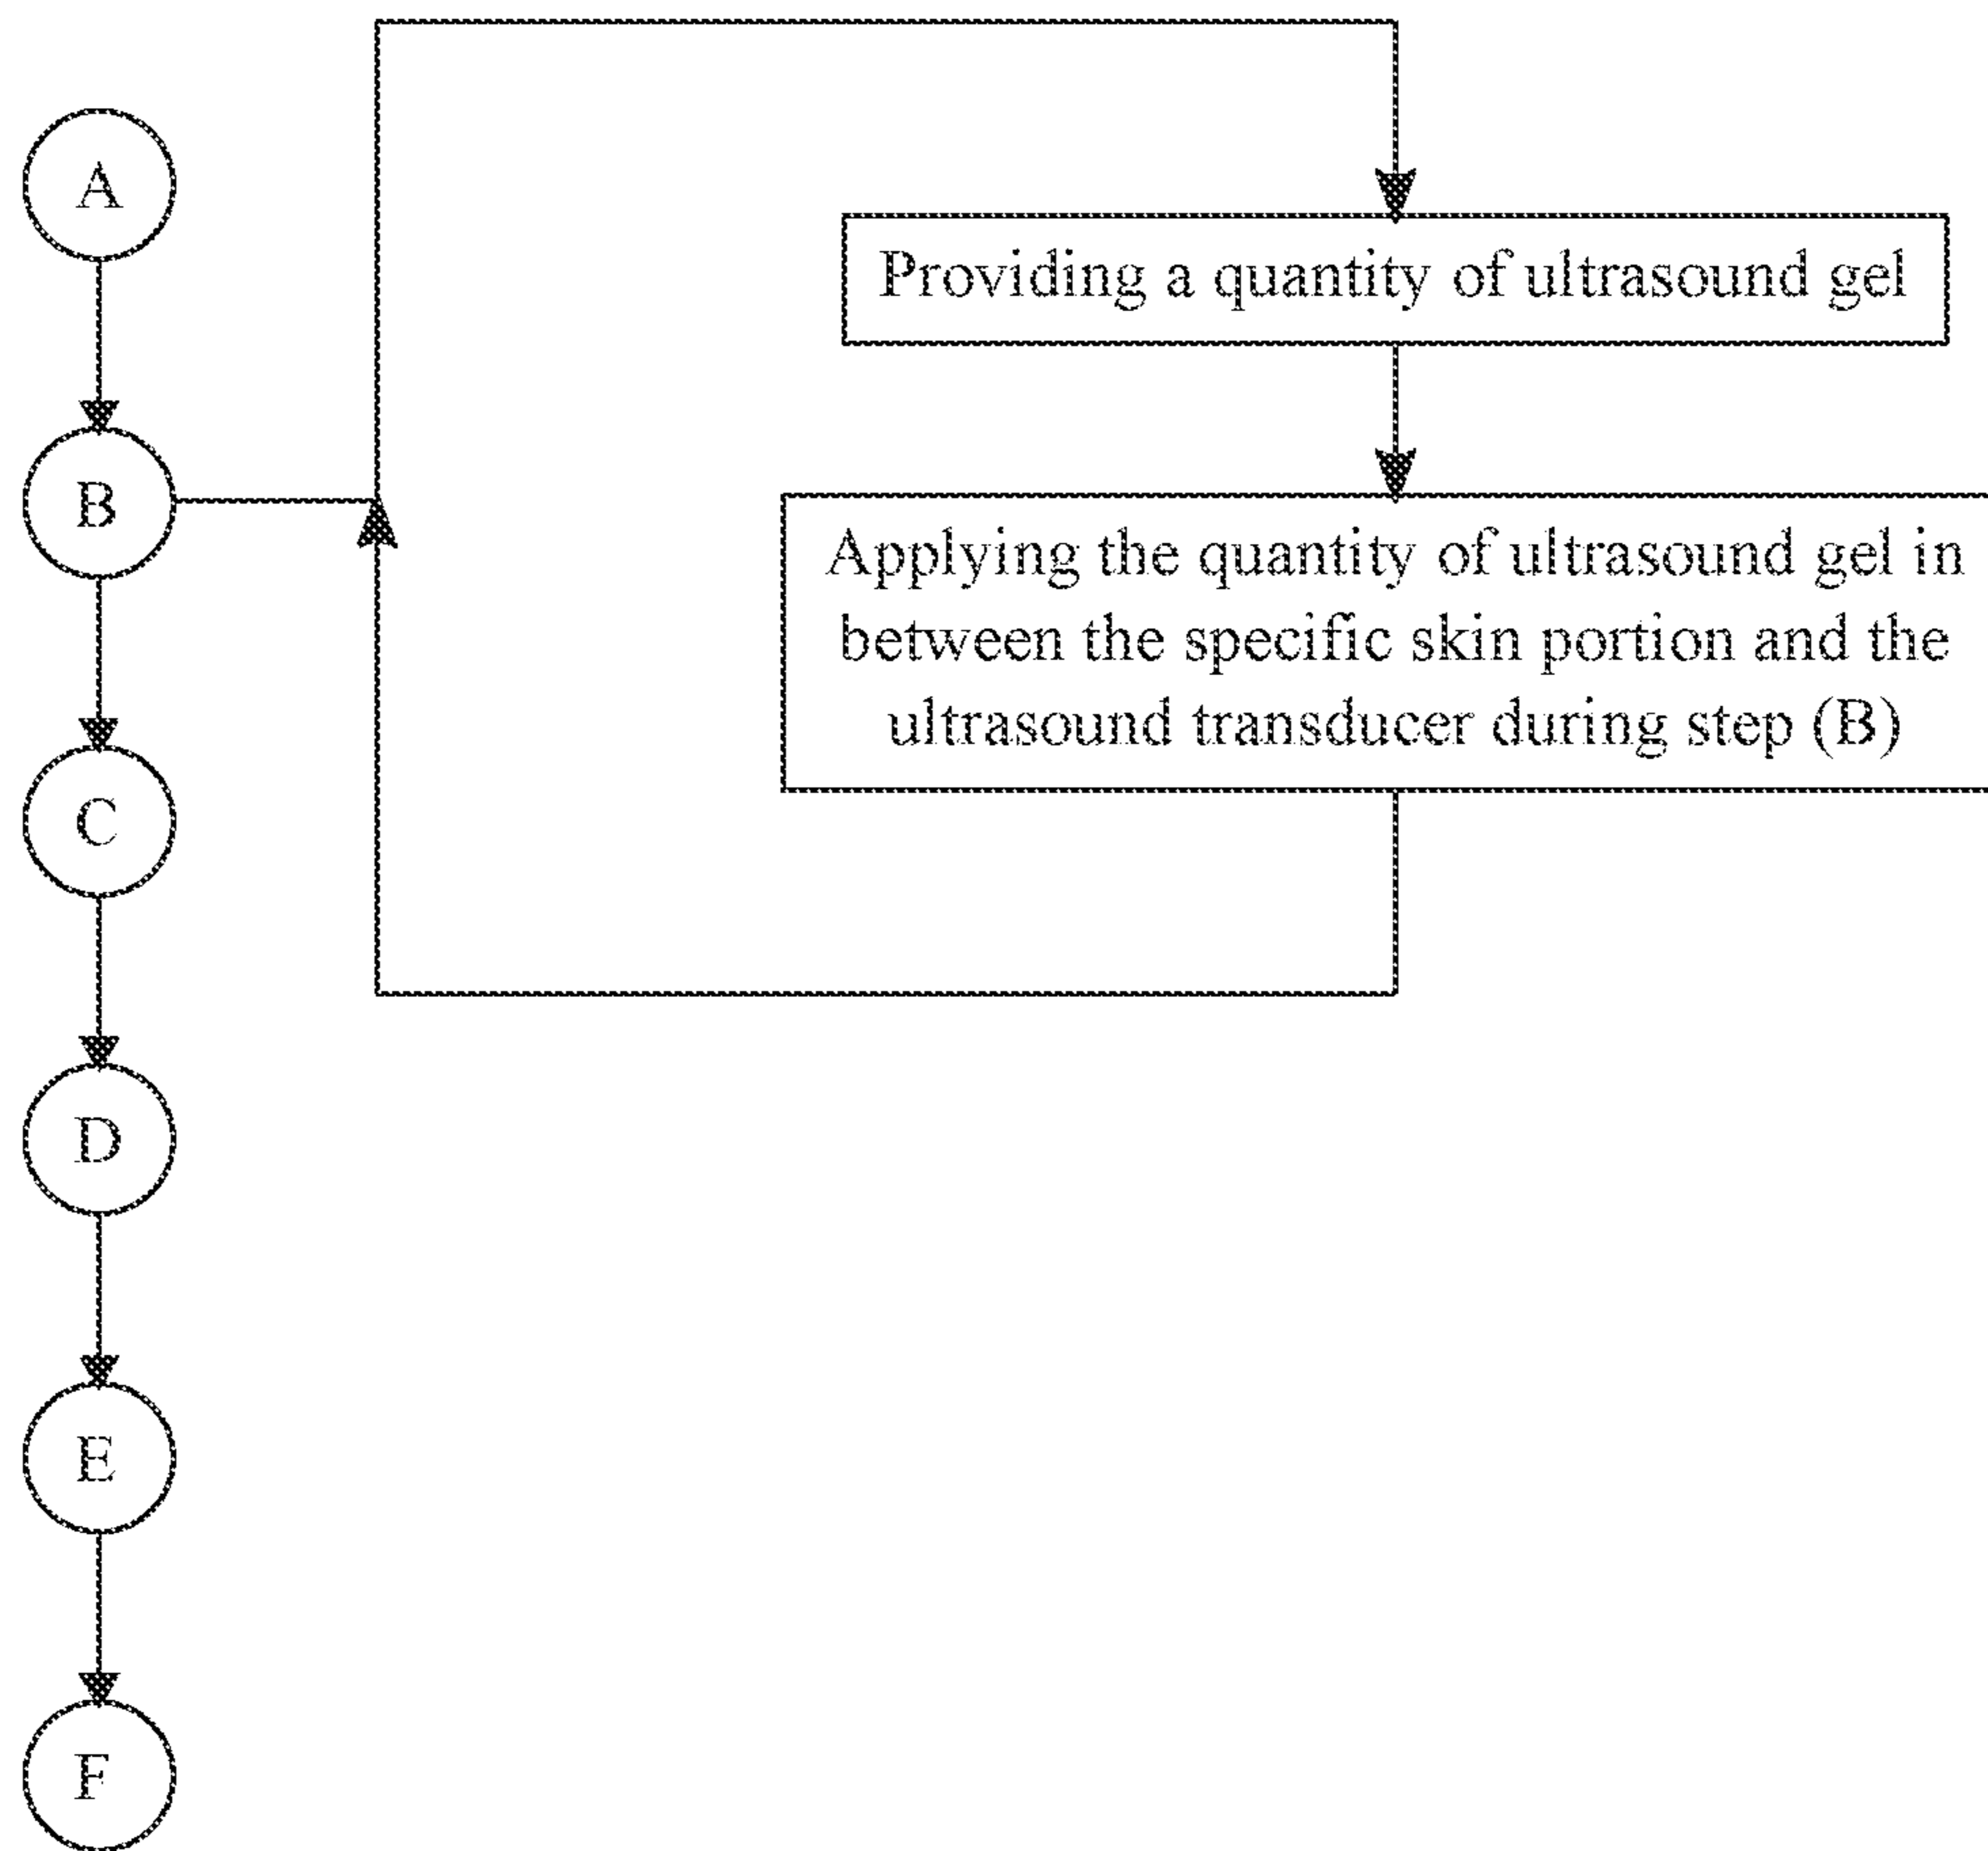 A
B
C
D
E
F
Providing a quantity of ultrasound gel
Applying the quantity of ultrasound gel in
between the specific skin portion and the
ultrasound transducer during step (B)